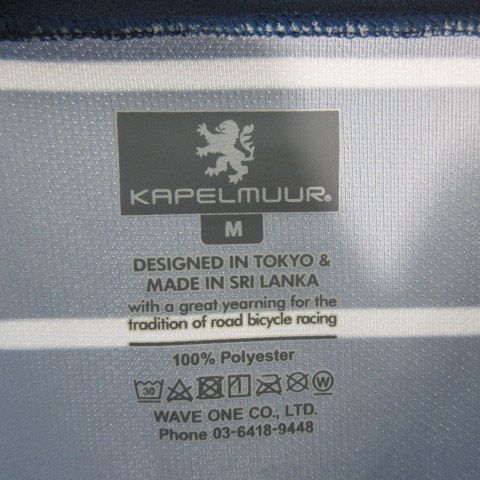 KAPELMUUR®
M
DESIGNED IN TOKYO &
MADE IN SRI LANKA
with a great yearning for the
tradition of road bicycle racing
100% Polyester
30 W
WAVE ONE CO., LTD.
Phone 03-6418-9448